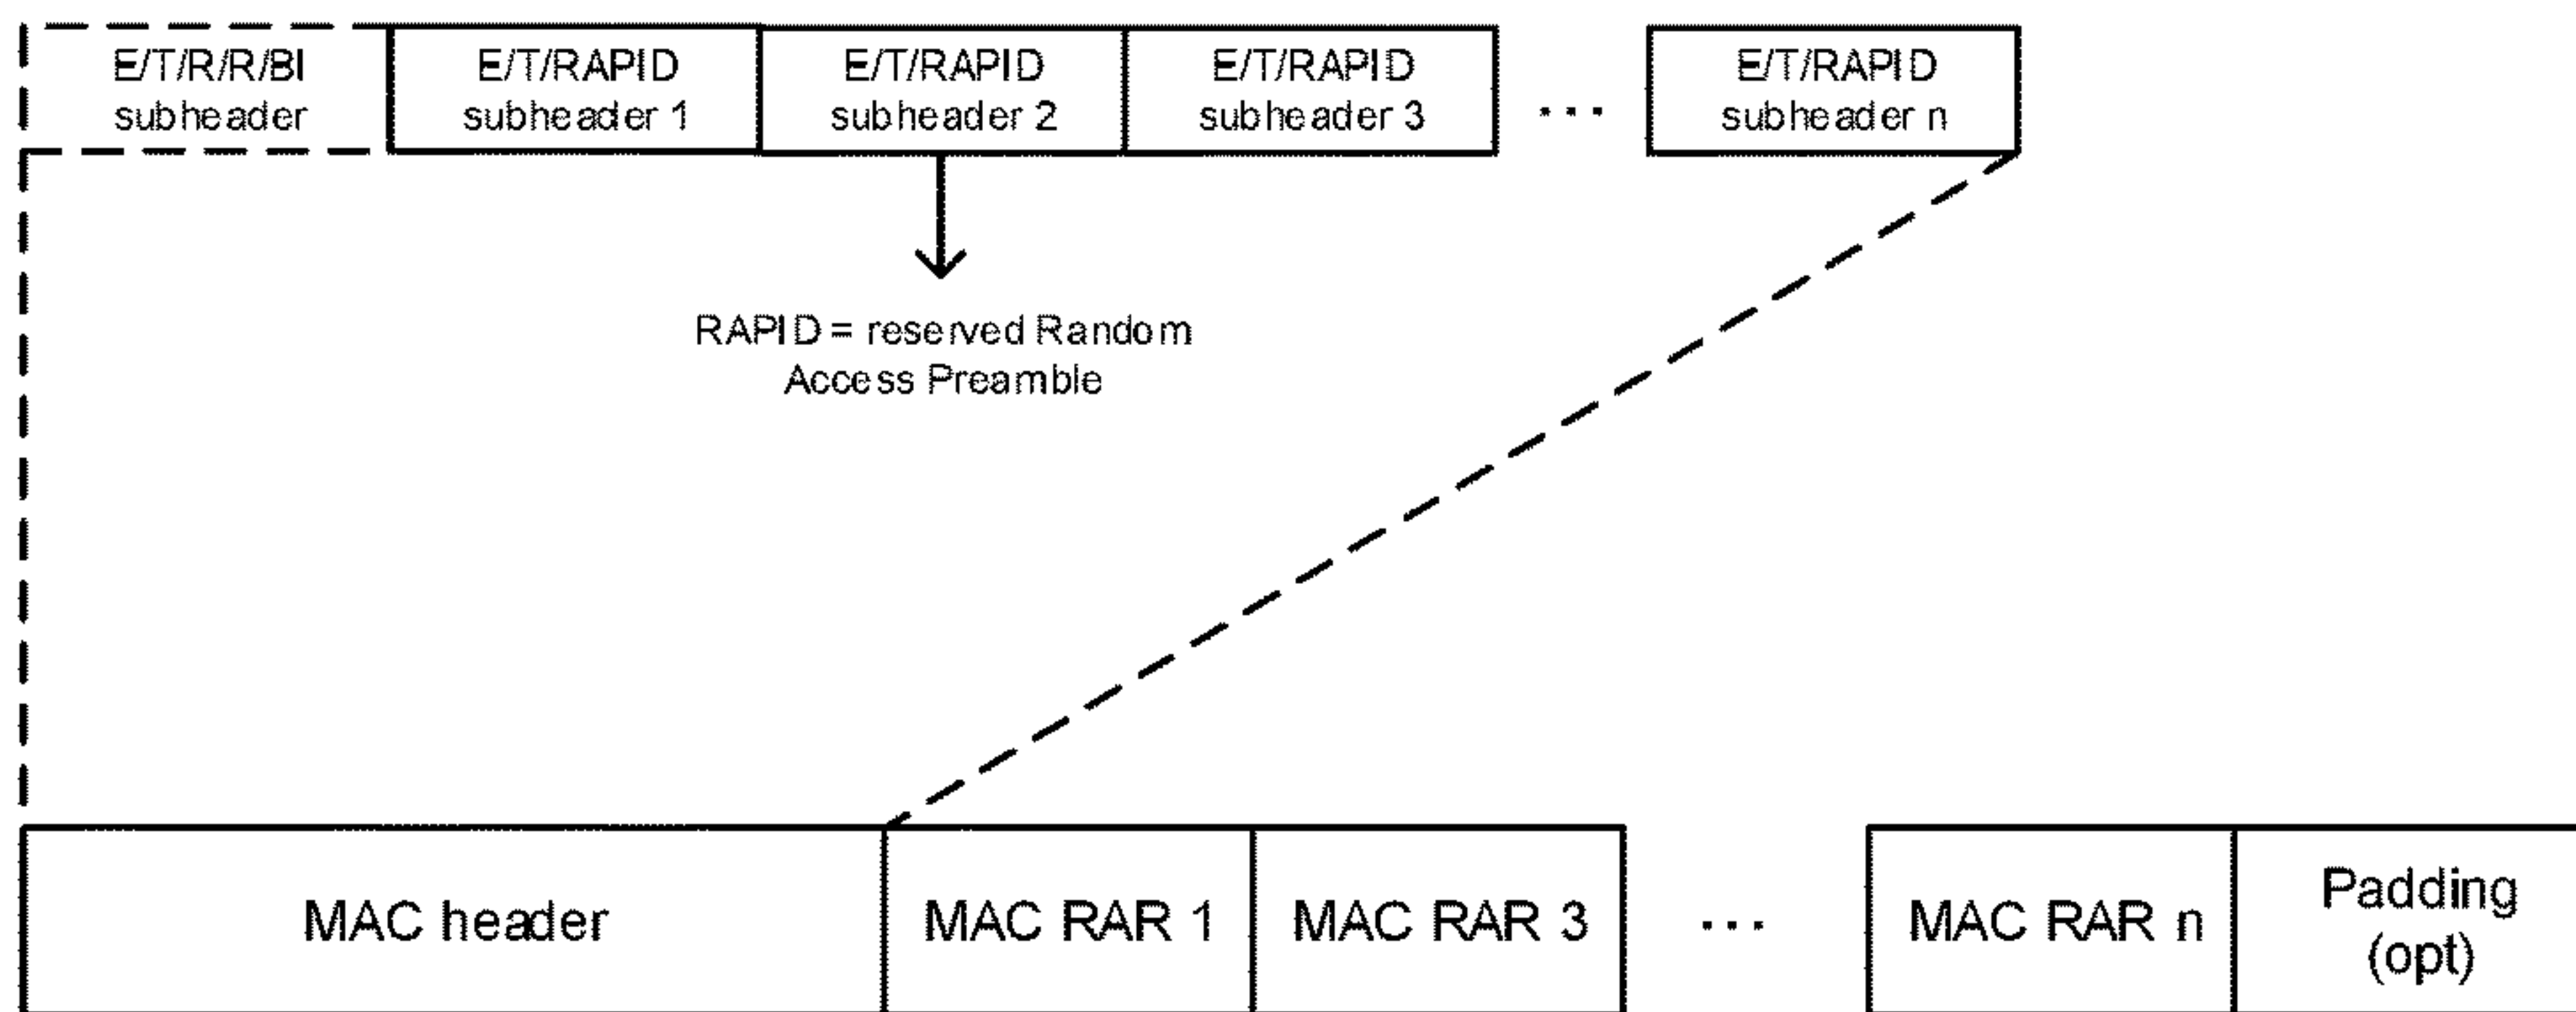 E/T/R/R/BI
subheader
E/T/RAPID
subheader 1
E/T/RAPID
subheader 2
E/T/RAPID
subheader 3
...
E/T/RAPID
subheader n
RAPID = reserved Random
Access Preamble
MAC header
MAC RAR 1
MAC RAR 3
...
MAC RAR n
Padding
(opt)